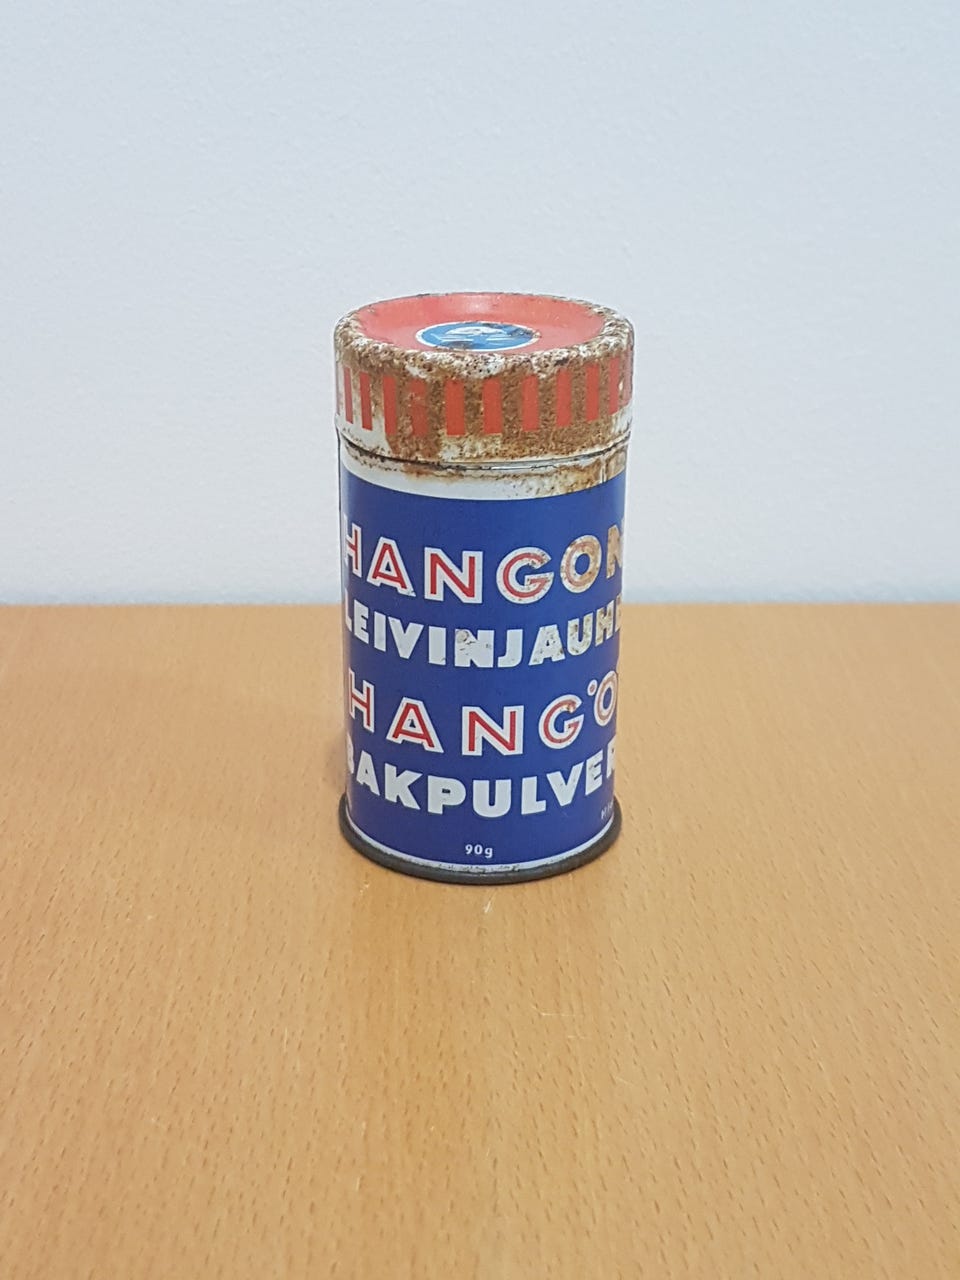 HANGON
LEIVINJAUHE
HANGÖ
BAKPULVER
90g